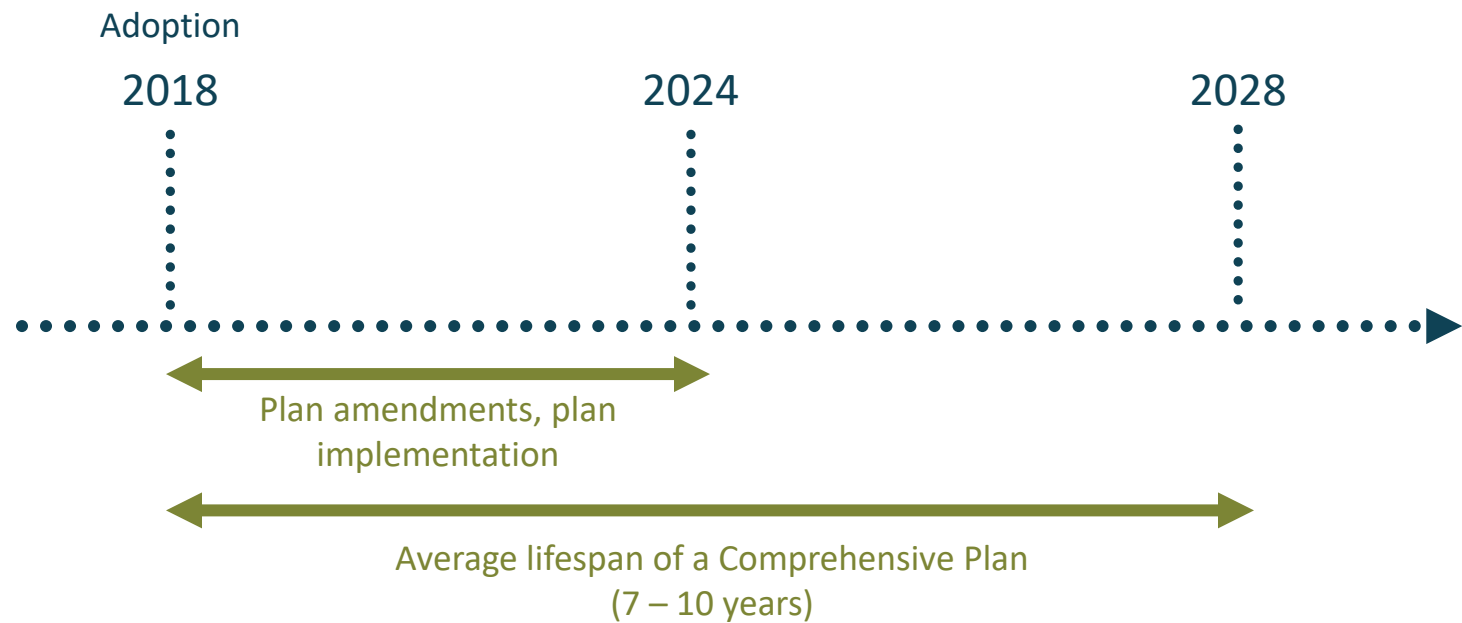 Adoption
2018
2024
2028
Plan amendments, plan
implementation
Average lifespan of a Comprehensive Plan
(7 – 10 years)